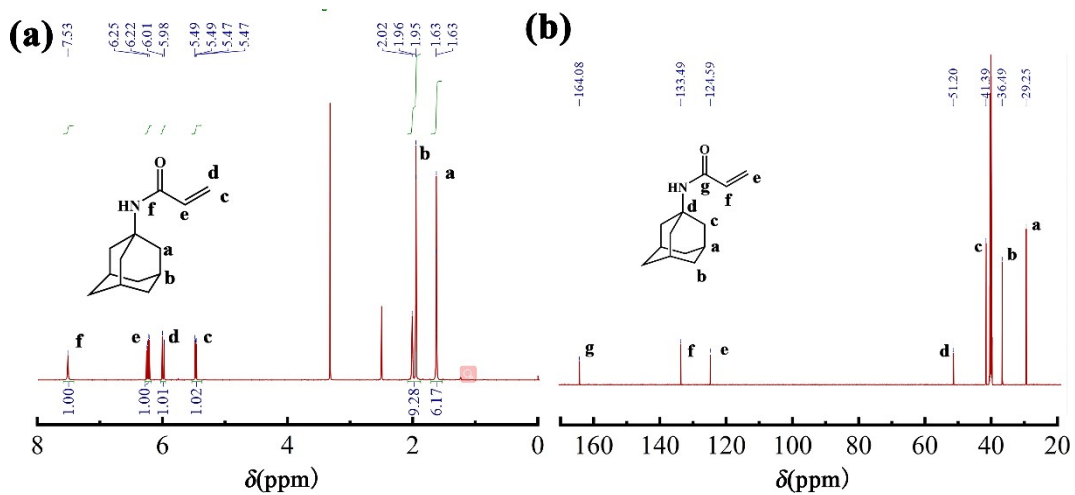 (a)
−7.53
6.25
6.22
6.01
5.98
5.49
5.49
5.47
5.47
2.02
1.96
1.95
1.63
1.63
O
d
HN
f
e
c
a
b
b
a
f
e
d
c
1.00
1.00
1.01
1.02
9.28
6.17
8
6
4
2
0
δ(ppm)
(b)
−164.08
−133.49
−124.59
−51.20
−41.39
−36.49
−29.25
O
e
HN
g
f
d
c
a
b
g
f
e
d
c
b
a
160
140
120
100
80
60
40
20
δ(ppm)